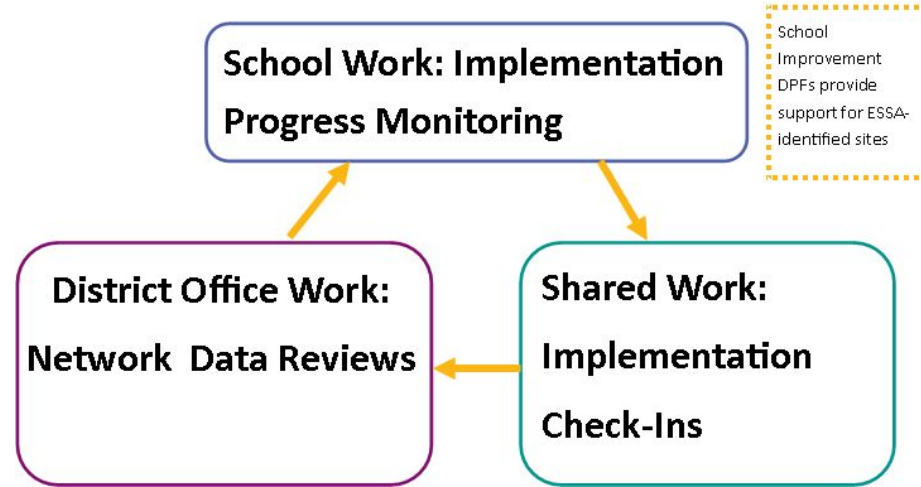 School Work: Implementation
Progress Monitoring
School
Improvement
DPFs provide
support for ESSA-
identified sites
District Office Work:
Network Data Reviews
Shared Work:
Implementation
Check-Ins